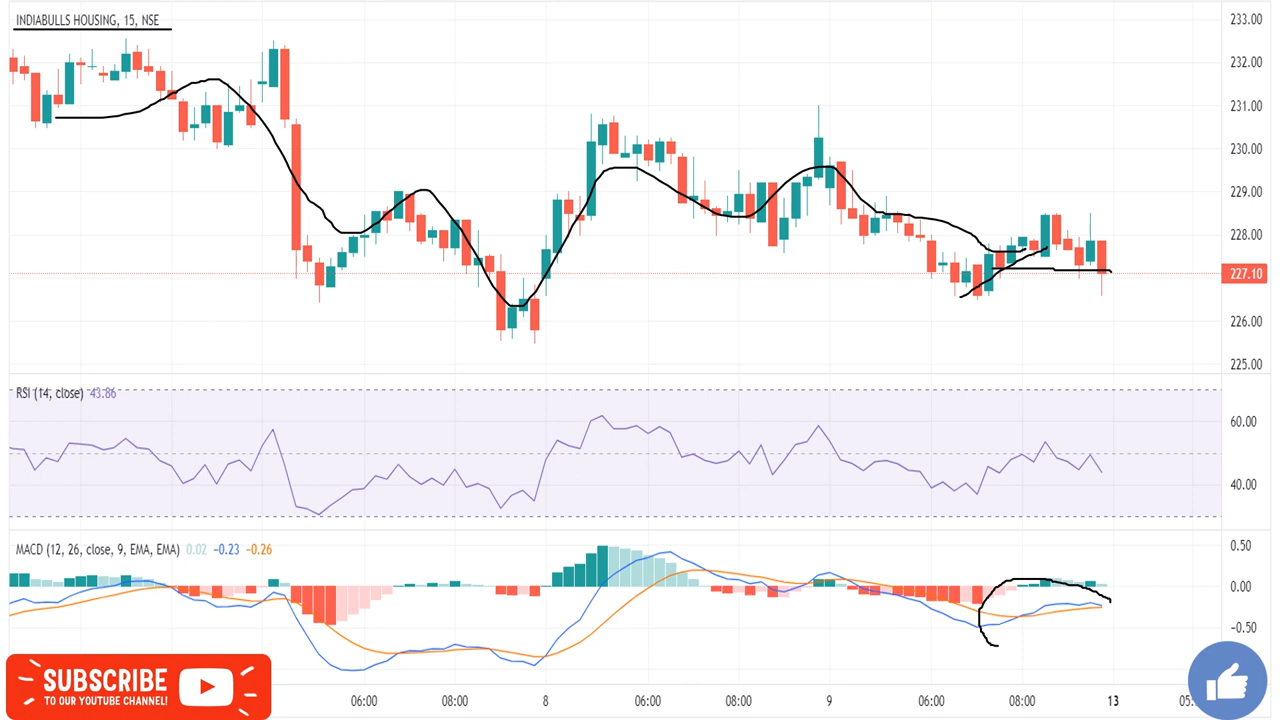 INDIABULLS HOUSING, 15, NSE
233.00
232.00
231.00
230.00
229.00
228.00
227.10
226.00
225.00
RSI (14, close) 43.86
60.00
40.00
MACD (12, 26, close, 9, EMA, EMA) 0.02 −0.23 −0.26
0.50
0.00
−0.50
06:00 08:00 8 06:00 08:00 9 06:00 08:00 13
SUBSCRIBE
TO OUR YOUTUBE CHANNEL!